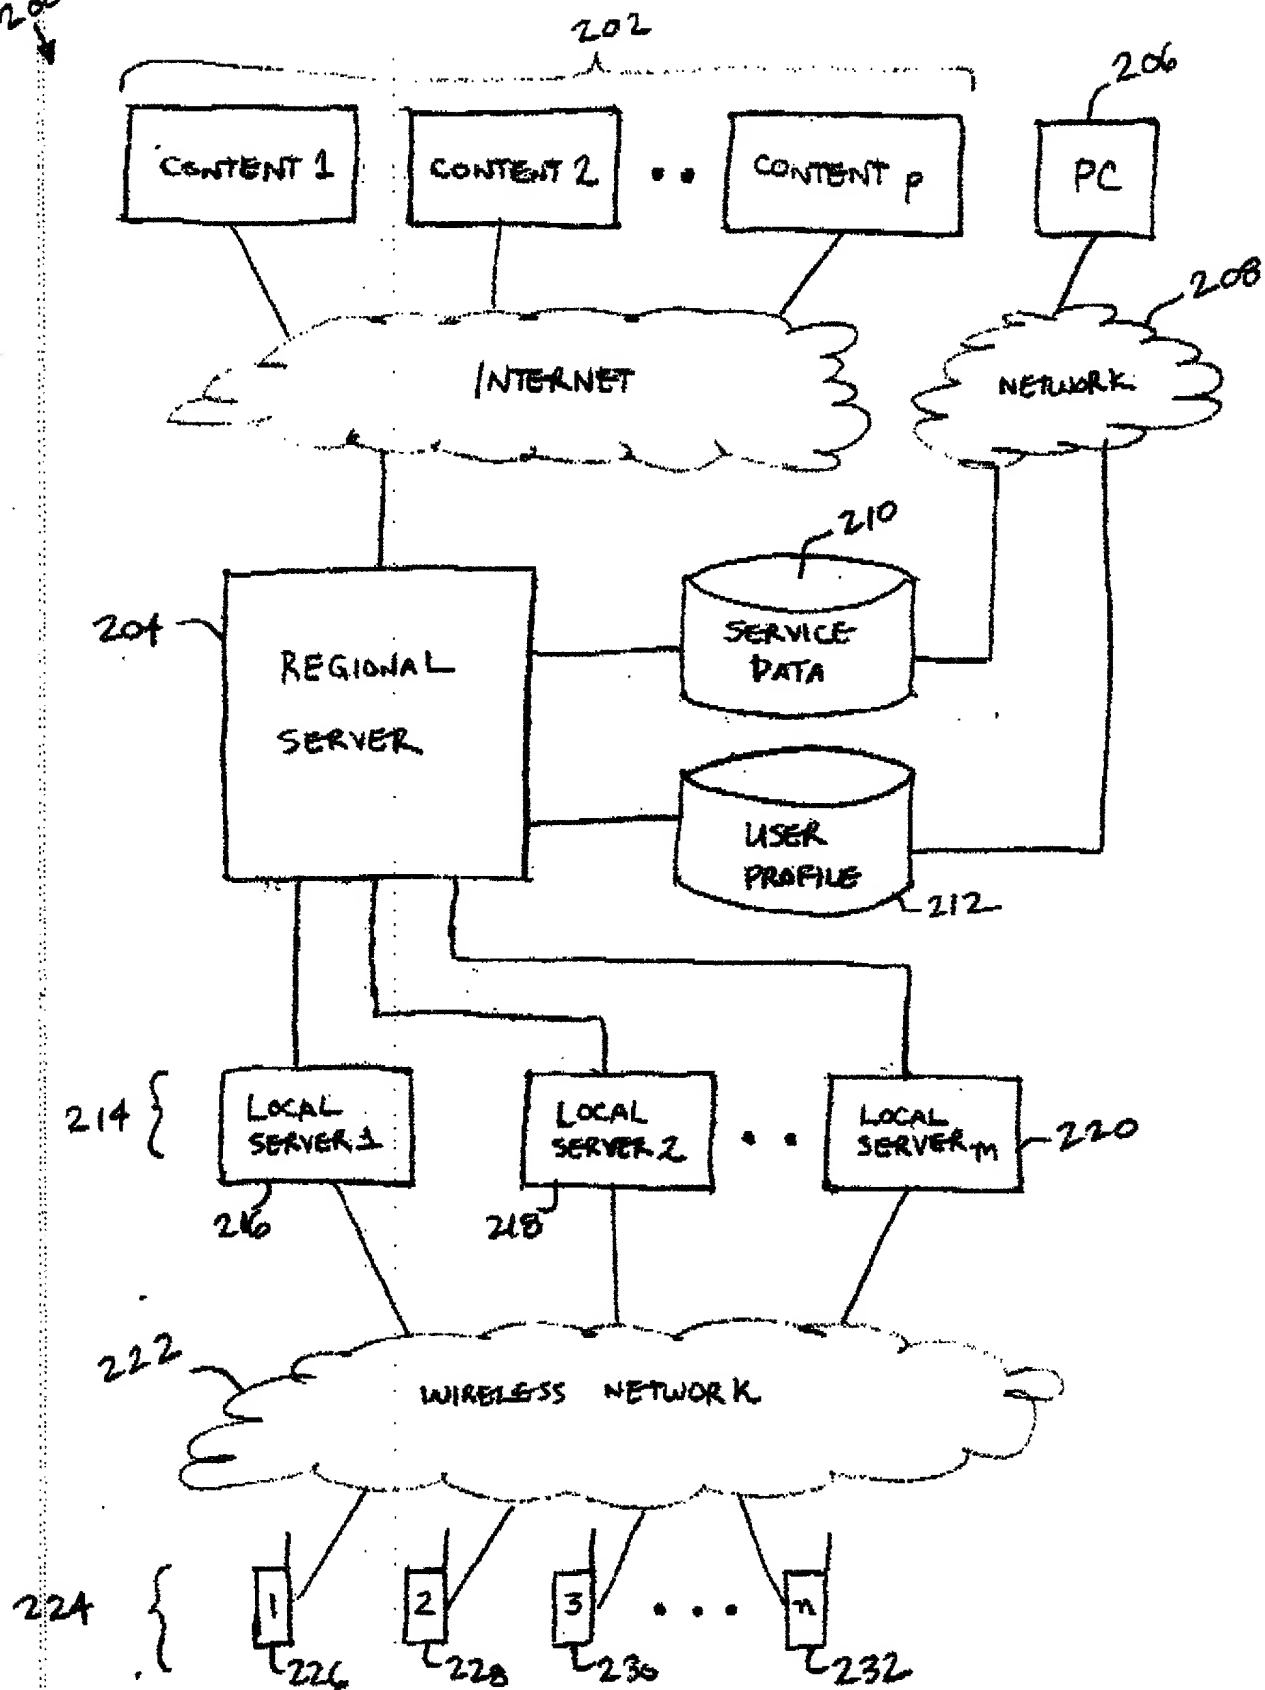 200
202
206
CONTENT 1
CONTENT 2
CONTENT p
PC
208
INTERNET
NETWORK
210
204
REGIONAL
SERVER
SERVICE
DATA
USER
PROFILE
212
214
LOCAL
SERVER 1
LOCAL
SERVER 2
LOCAL
SERVER m
220
216
218
222
WIRELESS NETWORK
224
1
2
3
n
226
228
230
232